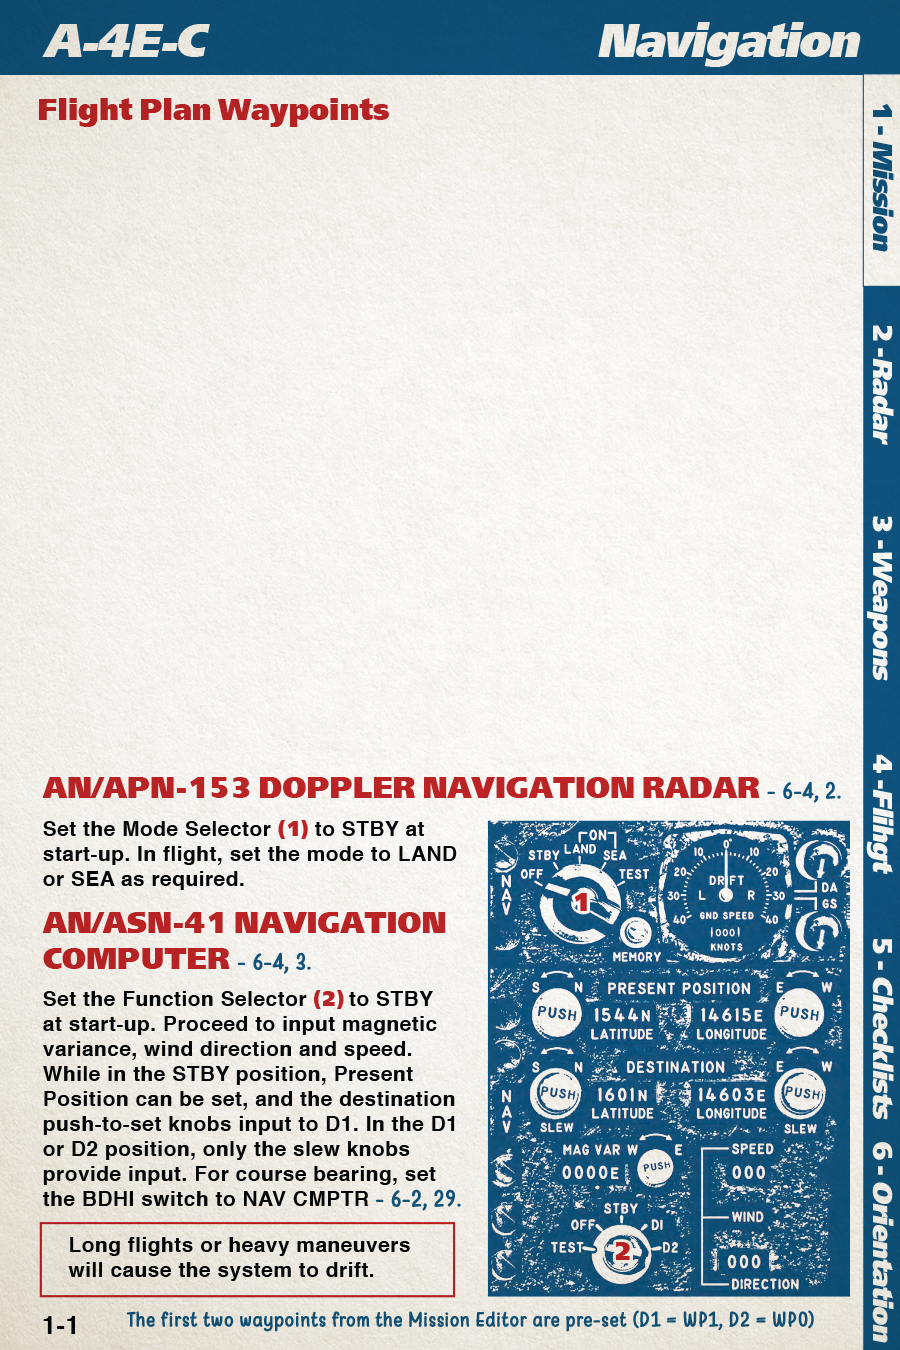 A-4E-C
Navigation
Flight Plan Waypoints
1 - Mission
2 - Radar
3 - Weapons
4 - Flihgt
5 - Checklists
6 - Orientation
AN/APN-153 DOPPLER NAVIGATION RADAR - 6-4, 2.
Set the Mode Selector (1) to STBY at
start-up. In flight, set the mode to LAND
or SEA as required.
AN/ASN-41 NAVIGATION
COMPUTER - 6-4, 3.
Set the Function Selector (2) to STBY
at start-up. Proceed to input magnetic
variance, wind direction and speed.
While in the STBY position, Present
Position can be set, and the destination
push-to-set knobs input to D1. In the D1
or D2 position, only the slew knobs
provide input. For course bearing, set
the BDHI switch to NAV CMPTR - 6-2, 29.
Long flights or heavy maneuvers
will cause the system to drift.
ON
STBY LAND SEA
OFF TEST
1
NAV
MEMORY
0
10 10
20 20
30 30
40 40
DRIFT
L R
GND SPEED
000
KNOTS
DA
GS
S N PRESENT POSITION E W
PUSH 1544N 14615E PUSH
LATITUDE LONGITUDE
S N DESTINATION E W
PUSH 1601N 14603E PUSH
LATITUDE LONGITUDE
NAV
SLEW SLEW
MAG VAR W E
0000E PUSH
SPEED
000
WIND
000
DIRECTION
STBY
OFF D1
TEST 2 D2
1-1
The first two waypoints from the Mission Editor are pre-set (D1 = WP1, D2 = WP0)